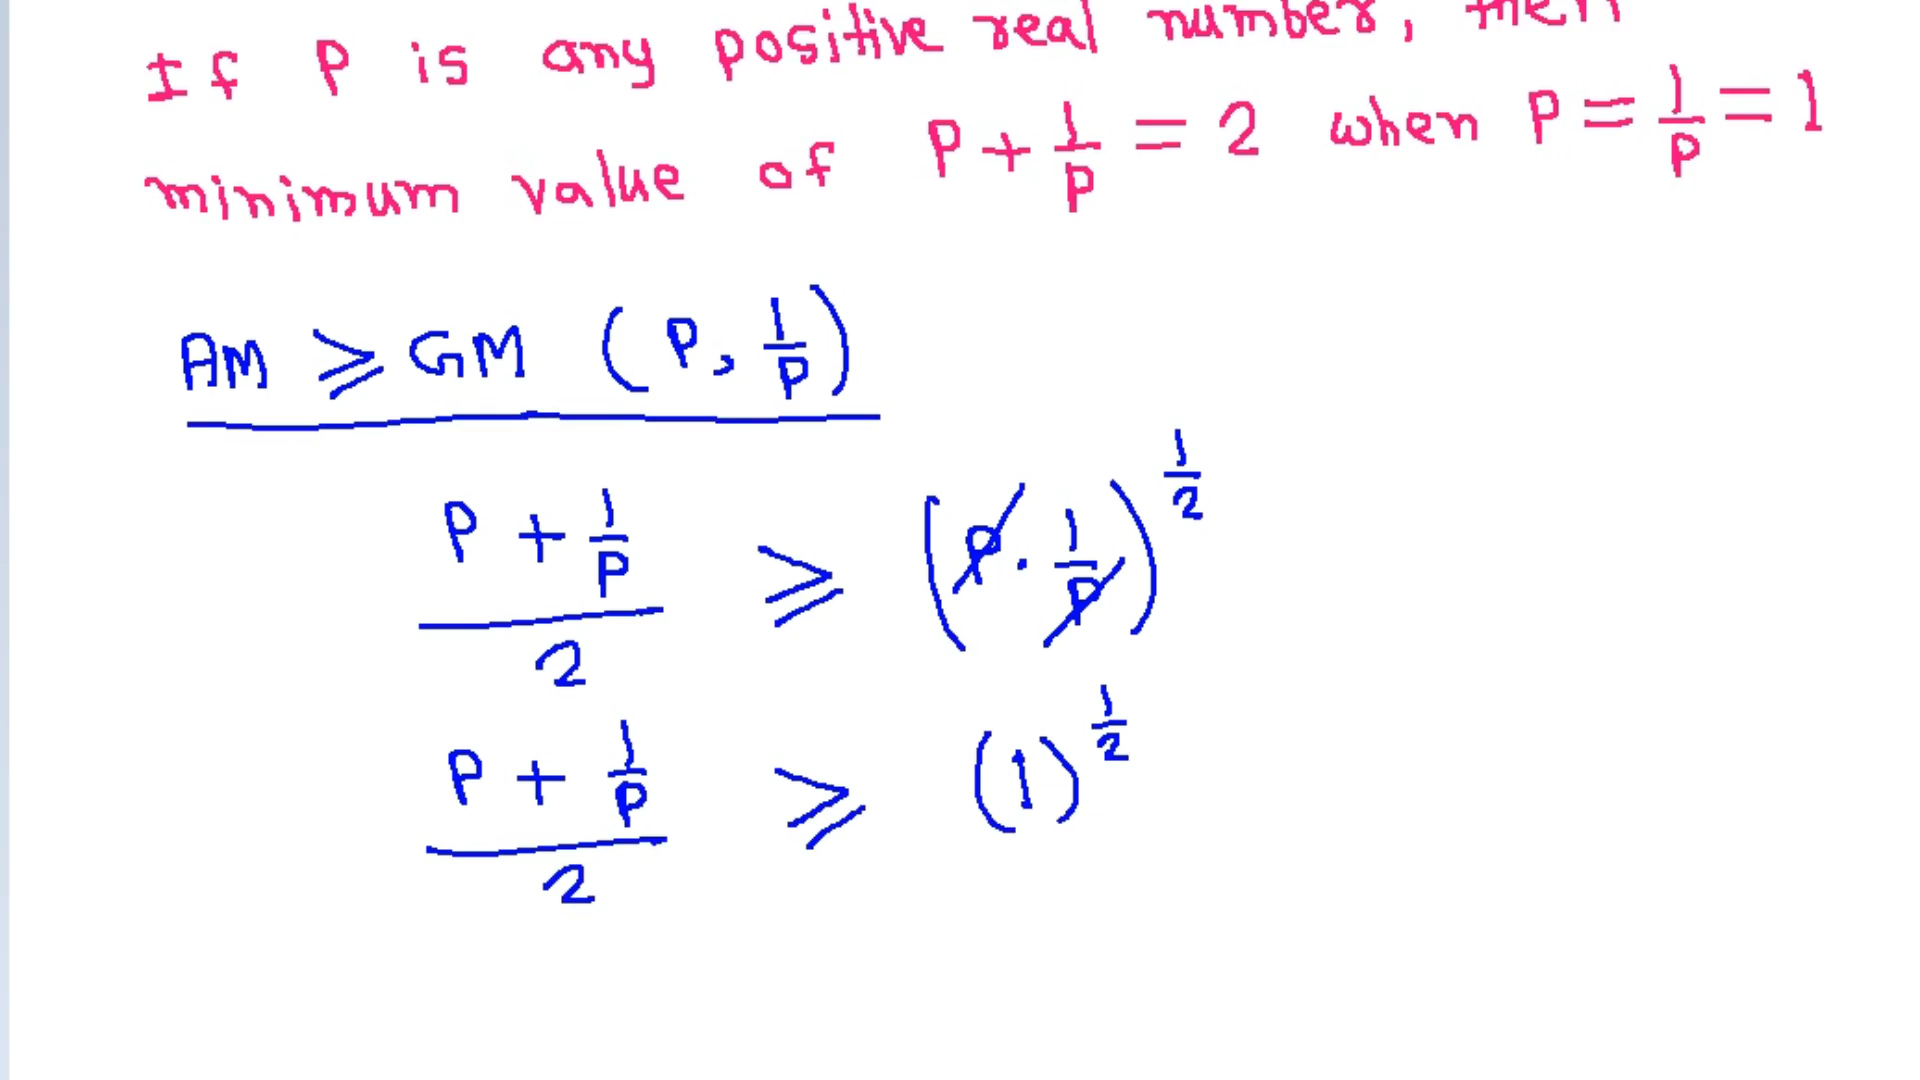 If P is any positive real number, then
minimum value of P + 1/P = 2 when P = 1/P = 1
AM ⩾ GM (P, 1/P)
(P + 1/P)/2 ⩾ (P · 1/P)^(1/2)
(P + 1/P)/2 ⩾ (1)^(1/2)